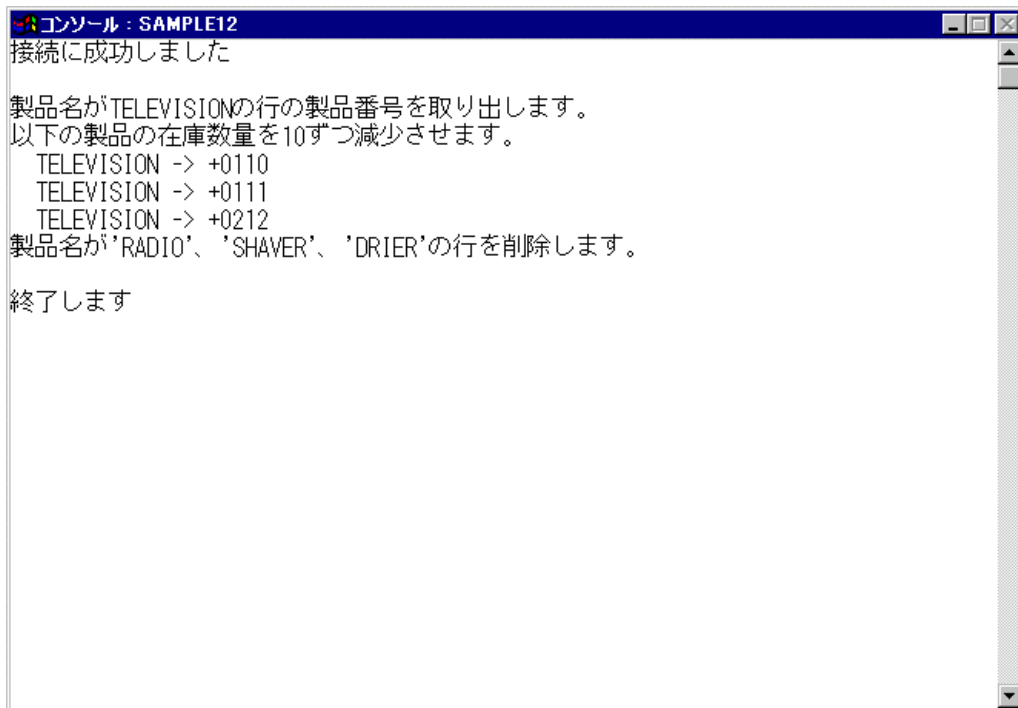 コンソール : SAMPLE12
接続に成功しました
製品名がTELEVISIONの行の製品番号を取り出します。
以下の製品の在庫数量を10ずつ減少させます。
TELEVISION -> +0110
TELEVISION -> +0111
TELEVISION -> +0212
製品名が'RADIO'、'SHAVER'、'DRIER'の行を削除します。
終了します